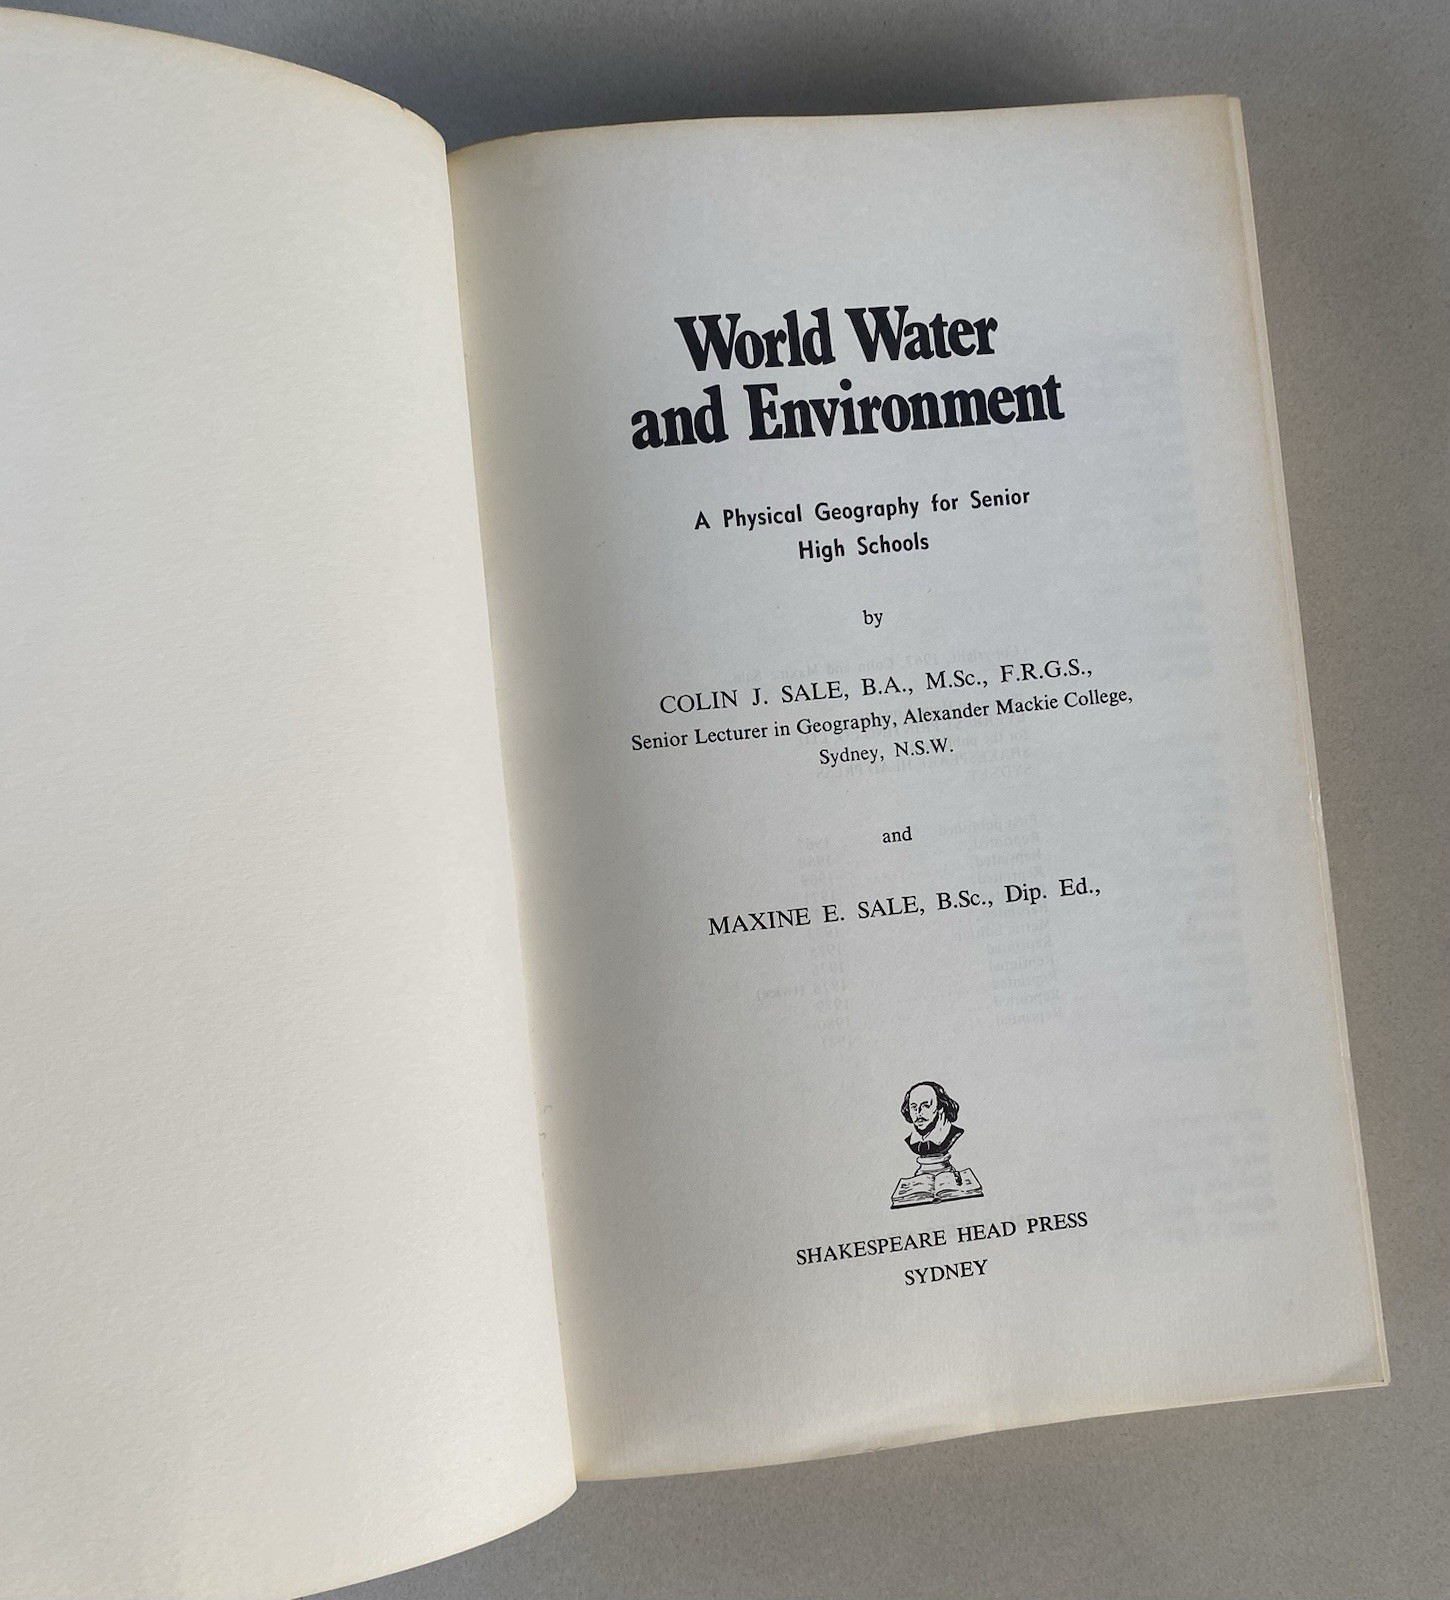 World Water
and Environment
A Physical Geography for Senior
High Schools
by
COLIN J. SALE, B.A., M.Sc., F.R.G.S.,
Senior Lecturer in Geography, Alexander Mackie College,
Sydney, N.S.W.
and
MAXINE E. SALE, B.Sc., Dip. Ed.,
SHAKESPEARE HEAD PRESS
SYDNEY